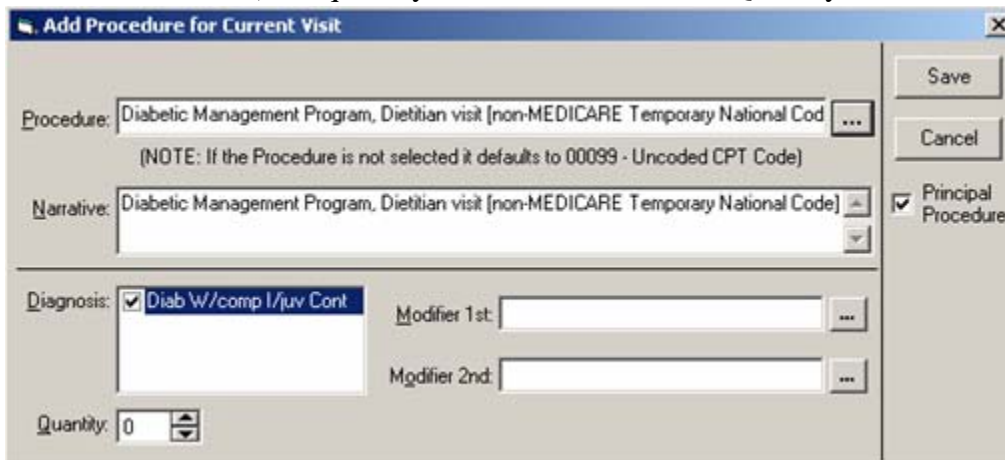 Add Procedure for Current Visit
Save
Procedure: Diabetic Management Program, Dietitian visit [non-MEDICARE Temporary National Cod ...
(NOTE: If the Procedure is not selected it defaults to 00099 - Uncoded CPT Code)
Cancel
Narrative: Diabetic Management Program, Dietitian visit [non-MEDICARE Temporary National Code]
Principal
Procedure
Diagnosis: Diab W/comp I/juv Cont
Modifier 1st: ...
Modifier 2nd: ...
Quantity: 0